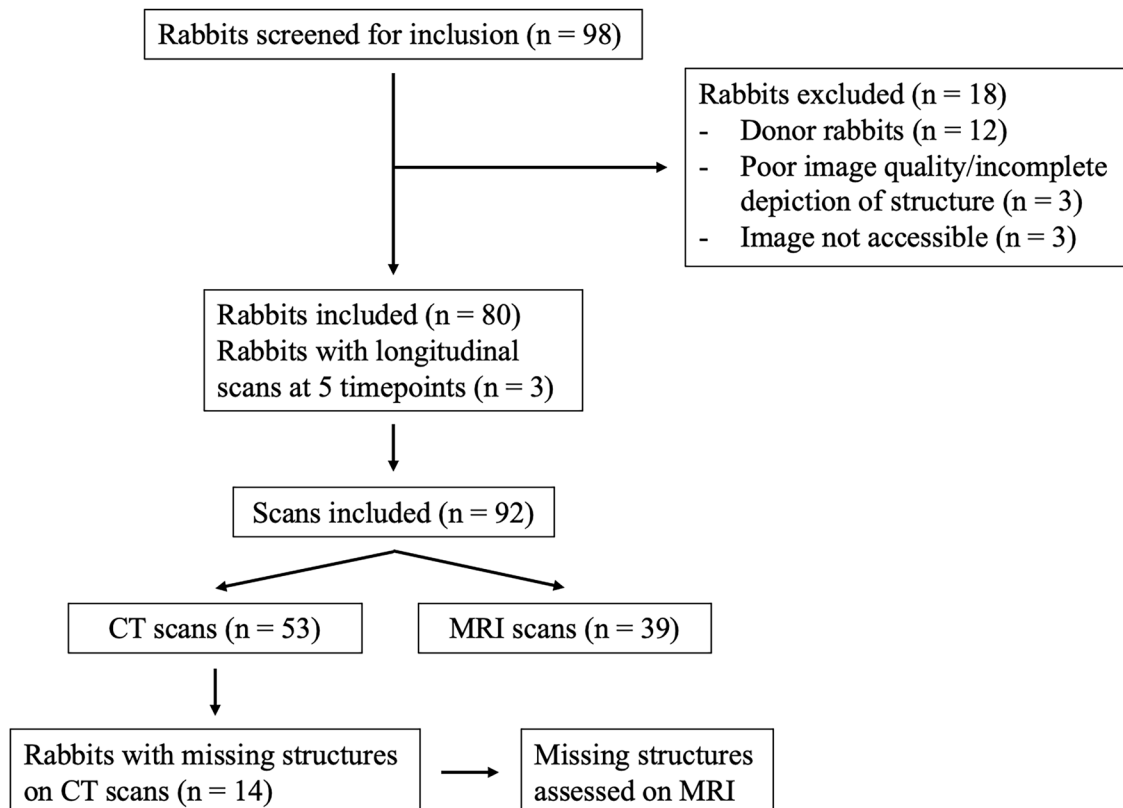 Rabbits screened for inclusion (n = 98)
Rabbits excluded (n = 18)
- Donor rabbits (n = 12)
- Poor image quality/incomplete
depiction of structure (n = 3)
- Image not accessible (n = 3)
Rabbits included (n = 80)
Rabbits with longitudinal
scans at 5 timepoints (n = 3)
Scans included (n = 92)
CT scans (n = 53)
MRI scans (n = 39)
Rabbits with missing structures
on CT scans (n = 14)
Missing structures
assessed on MRI